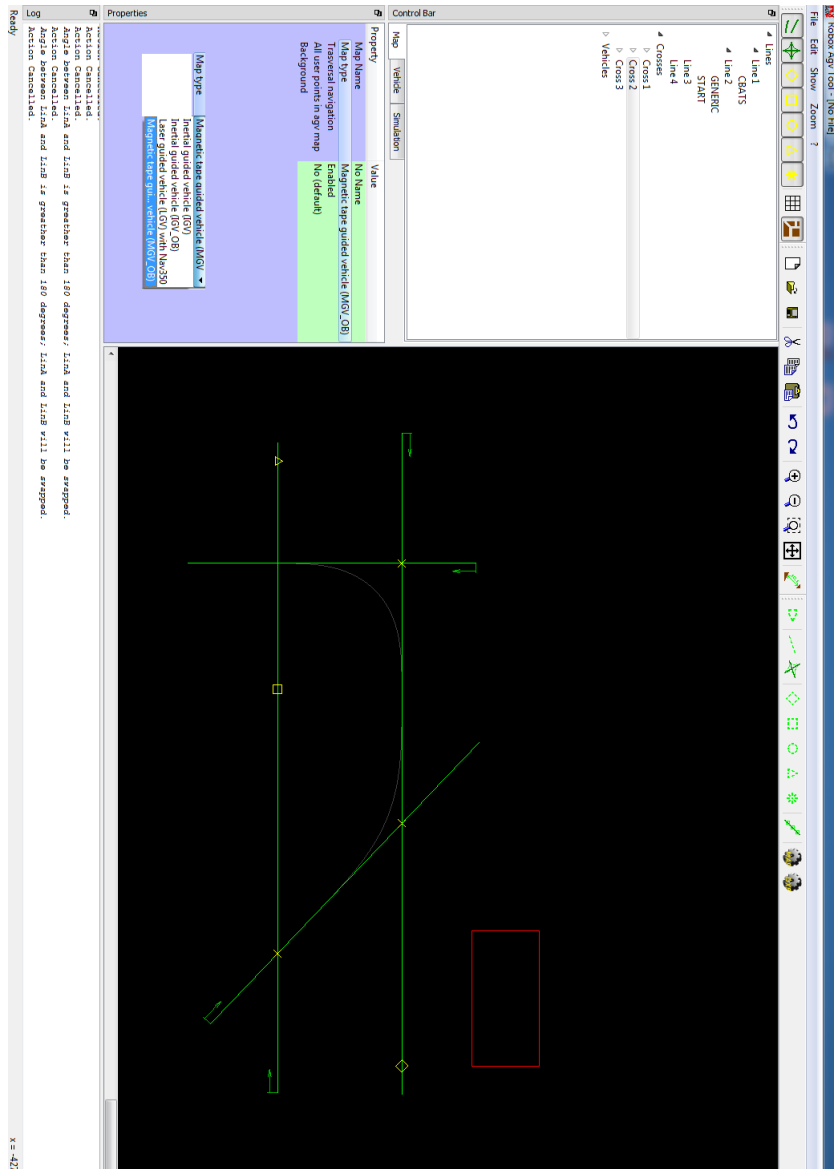 Robox Agv Tool - [No File]
File Edit Show Zoom ?
Control Bar
Lines
Line 1
CBATS
Line 2
GENERIC
START
Line 3
Line 4
Crosses
Cross 1
Cross 2
Cross 3
Vehicles
Map Vehicle Simulation
Properties
Property Value
Map Name No Name
Map type Magnetic tape guided vehicle (MGV_OB)
Trasversal navigation Enabled
All user points in agv map No (default)
Background
Map type Magnetic tape guided vehicle (MGV
Inertial guided vehicle (IGV)
Inertial guided vehicle (IGV_OB)
Laser guided vehicle (LGV) with Nav350
Magnetic tape gui... vehicle (MGV_OB)
Log
Action Cancelled.
Action Cancelled.
Angle between LinA and LinB is greather than 180 degrees; LinA and LinB will be swapped.
Action Cancelled.
Angle between LinA and LinB is greather than 180 degrees; LinA and LinB will be swapped.
Action Cancelled.
Ready x = -427